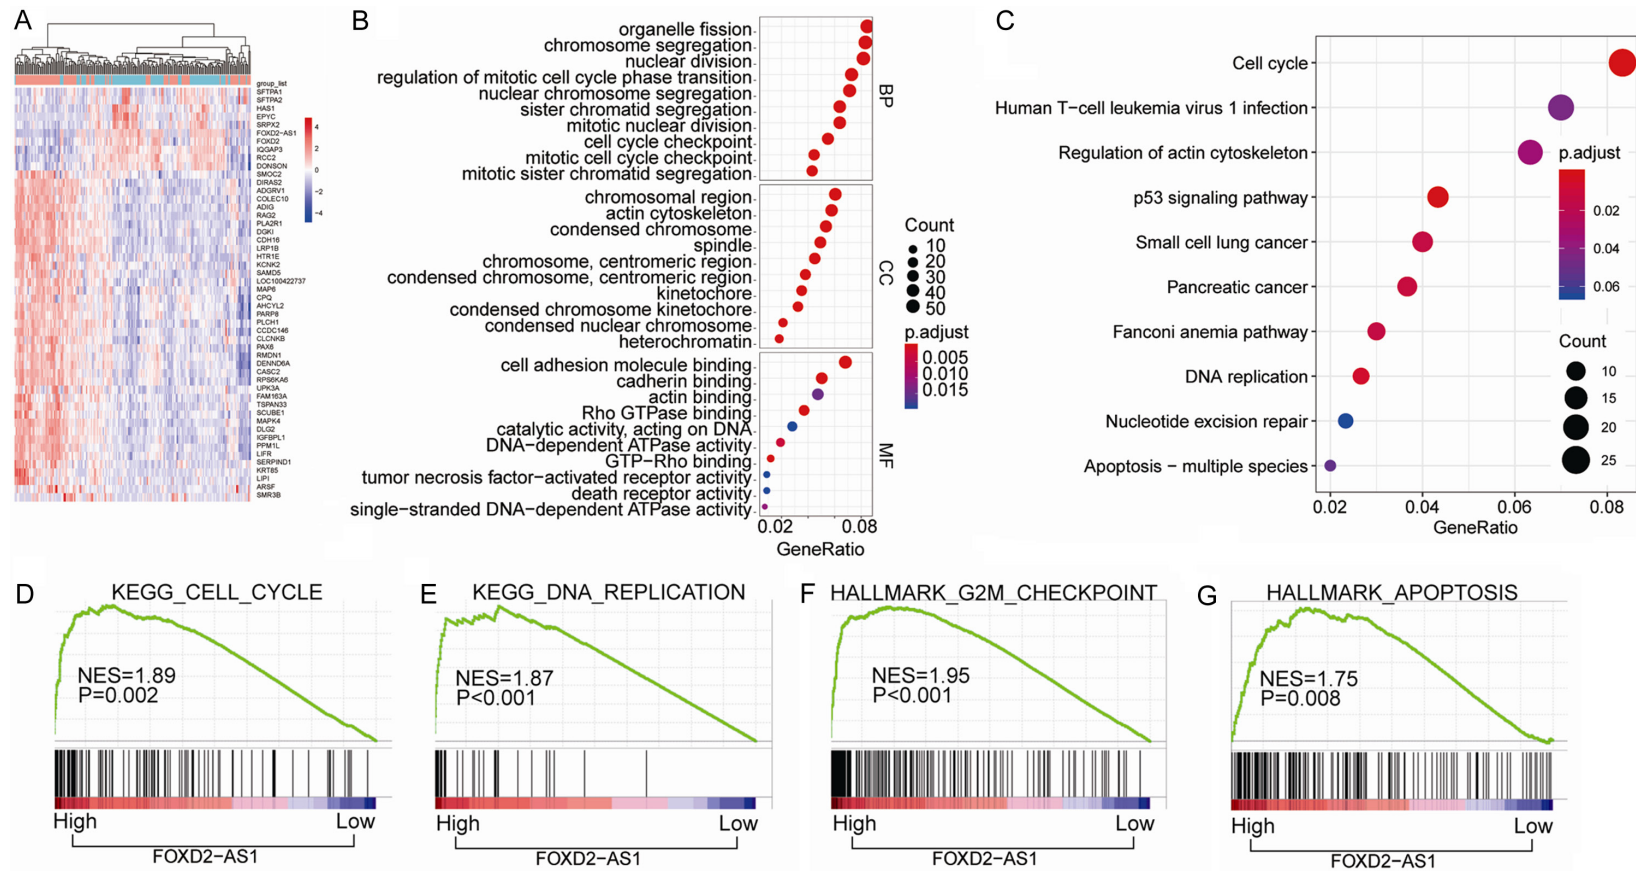 A
group_list
SFTPA1
SFTPA2
HAS1
EPYC
SRPX2
FOXD2-AS1
FOXD2
IQGAP3
RCC2
DONSON
SMOC2
DIRAS2
ADGRV1
COLEC10
ADIG
RAG2
PLA2R1
DGKI
CDH16
LRP1B
HTR1E
KCNK2
SAMD5
LOC100422737
MAP6
CPQ
AHCYL2
PARP8
PLCH1
CCDC146
CLCNKB
PAX6
RMDN1
DENND6A
CASC2
RPS6KA6
UPK3A
FAM163A
TSPAN33
SCUBE1
MAPK4
DLG2
IGFBPL1
PPM1L
LIFR
SERPIND1
KRT85
LIPI
ARSF
SMR3B
4
2
0
−2
−4
B
organelle fission
chromosome segregation
nuclear division
regulation of mitotic cell cycle phase transition
nuclear chromosome segregation
sister chromatid segregation
mitotic nuclear division
cell cycle checkpoint
mitotic cell cycle checkpoint
mitotic sister chromatid segregation
BP
chromosomal region
actin cytoskeleton
condensed chromosome
spindle
chromosome, centromeric region
condensed chromosome, centromeric region
kinetochore
condensed chromosome kinetochore
condensed nuclear chromosome
heterochromatin
CC
cell adhesion molecule binding
cadherin binding
actin binding
Rho GTPase binding
catalytic activity, acting on DNA
DNA−dependent ATPase activity
GTP−Rho binding
tumor necrosis factor−activated receptor activity
death receptor activity
single−stranded DNA−dependent ATPase activity
MF
0.02 0.08
GeneRatio
Count
10
20
30
40
50
p.adjust
0.005
0.010
0.015
C
Cell cycle
Human T−cell leukemia virus 1 infection
Regulation of actin cytoskeleton
p53 signaling pathway
Small cell lung cancer
Pancreatic cancer
Fanconi anemia pathway
DNA replication
Nucleotide excision repair
Apoptosis − multiple species
0.02 0.04 0.06 0.08
GeneRatio
p.adjust
0.02
0.04
0.06
Count
10
15
20
25
D
KEGG_CELL_CYCLE
NES=1.89
P=0.002
High Low
FOXD2−AS1
E
KEGG_DNA_REPLICATION
NES=1.87
P<0.001
High Low
FOXD2−AS1
F
HALLMARK_G2M_CHECKPOINT
NES=1.95
P<0.001
High Low
FOXD2−AS1
G
HALLMARK_APOPTOSIS
NES=1.75
P=0.008
High Low
FOXD2−AS1